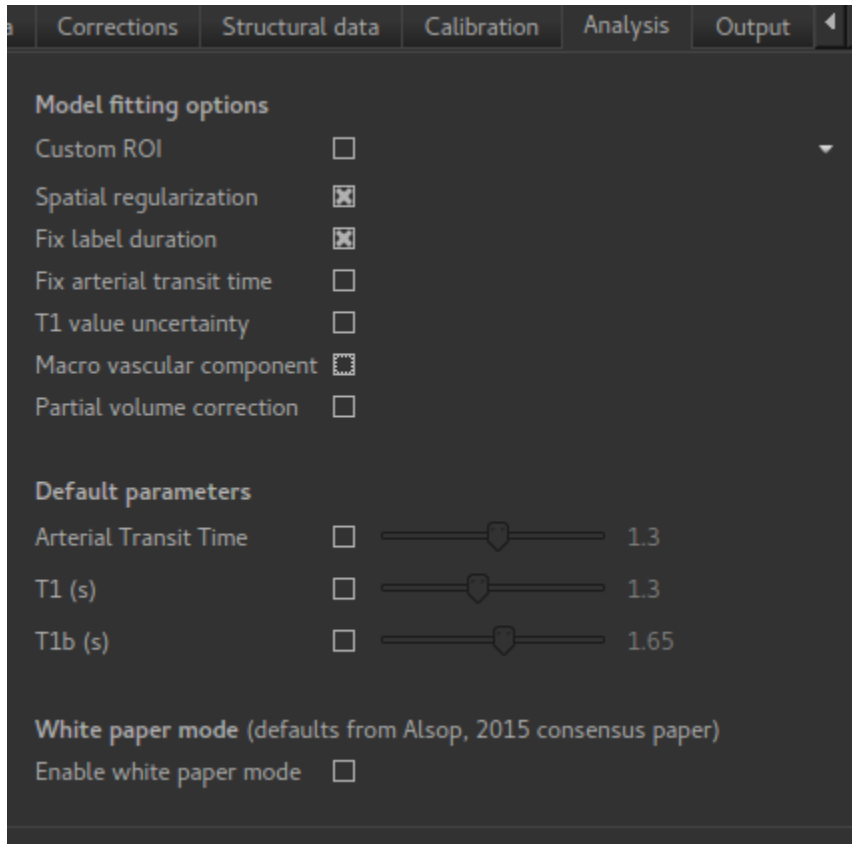 a Corrections Structural data Calibration Analysis Output
Model fitting options
Custom ROI
Spatial regularization
Fix label duration
Fix arterial transit time
T1 value uncertainty
Macro vascular component
Partial volume correction
Default parameters
Arterial Transit Time 1.3
T1 (s) 1.3
T1b (s) 1.65
White paper mode (defaults from Alsop, 2015 consensus paper)
Enable white paper mode